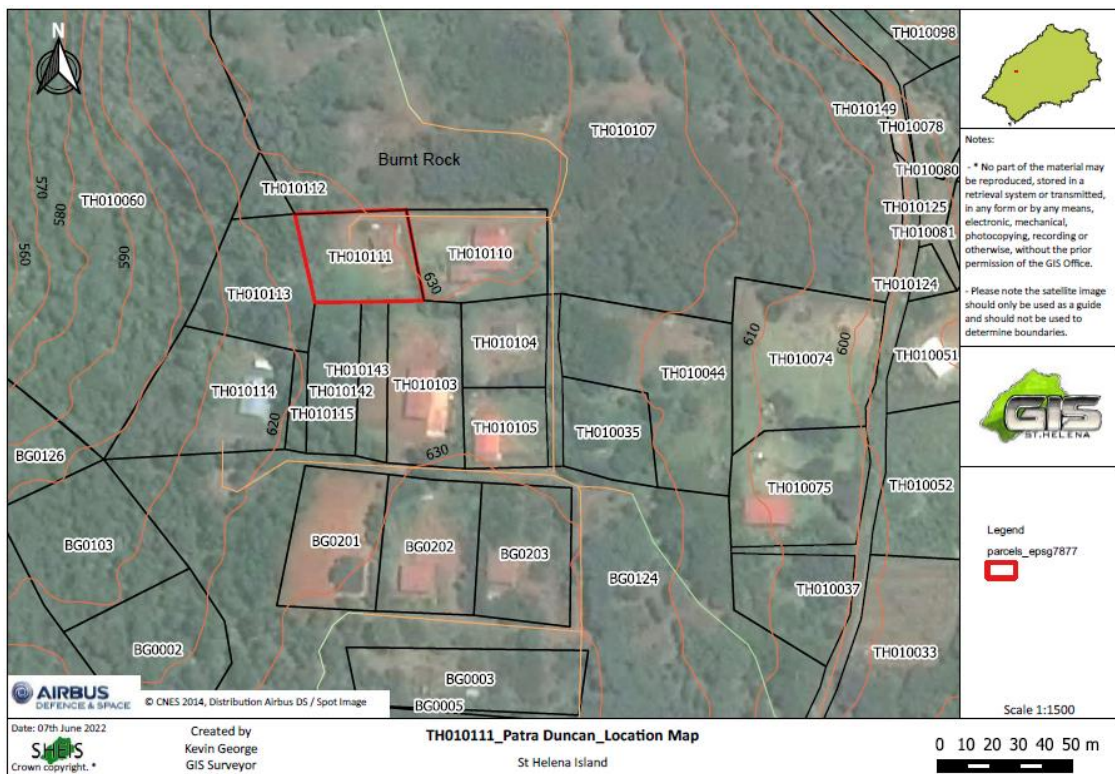 N
TH010098
TH010149
TH010078
TH010107
Burnt Rock
TH010080
570
TH010112
TH010060
580
TH010125
TH010081
590
560
TH010111
TH010110
630
TH010113
TH010124
TH010104
610
600
TH010074
TH010051
TH010143
TH010044
TH010103
TH010142
TH010114
TH010115
620
TH010105
TH010035
630
BG0126
TH010075
TH010052
BG0103
BG0201
BG0202
BG0203
BG0124
TH010037
BG0002
TH010033
BG0003
BG0005
AIRBUS
DEFENCE & SPACE
© CNES 2014, Distribution Airbus DS / Spot Image
Notes:
- * No part of the material may
be reproduced, stored in a
retrieval system or transmitted,
in any form or by any means,
electronic, mechanical,
photocopying, recording or
otherwise, without the prior
permission of the GIS Office.
- Please note the satellite image
should only be used as a guide
and should not be used to
determine boundaries.
GIS
ST.HELENA
Legend
parcels_epsg7877
Scale 1:1500
Date: 07th June 2022
SHEIS
Crown copyright. *
Created by
Kevin George
GIS Surveyor
TH010111_Patra Duncan_Location Map
St Helena Island
0 10 20 30 40 50 m